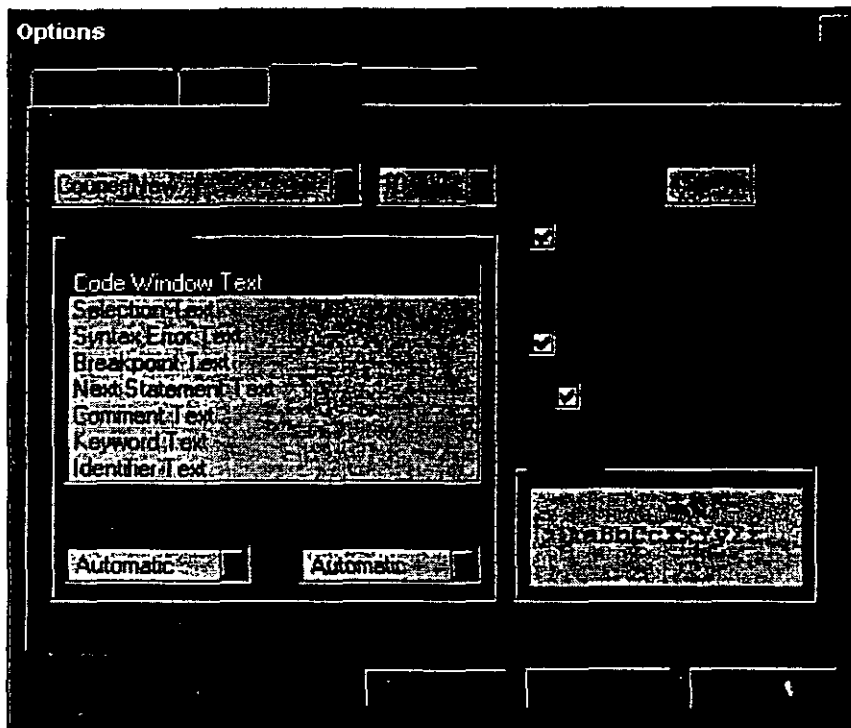 Options
Courier New
Code Window Text
Selection Text
Syntax Error Text
Breakpoint Text
Next Statement Text
Comment Text
Keyword Text
Identifier Text
Automatic
Automatic